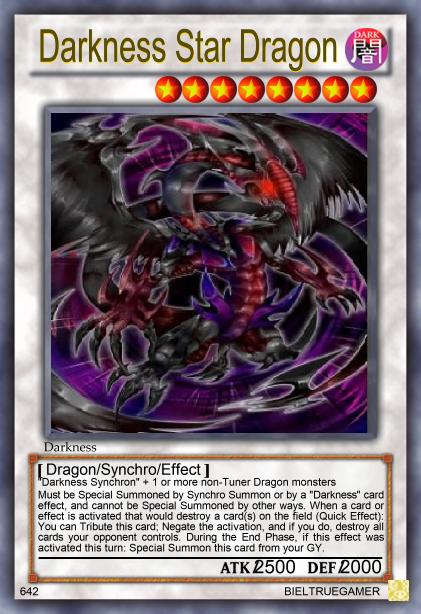 Darkness Star Dragon
DARK
闇
Darkness
[ Dragon/Synchro/Effect ]
"Darkness Synchron" + 1 or more non-Tuner Dragon monsters
Must be Special Summoned by Synchro Summon or by a "Darkness" card
effect, and cannot be Special Summoned by other ways. When a card or
effect is activated that would destroy a card(s) on the field (Quick Effect):
You can Tribute this card; Negate the activation, and if you do, destroy all
cards your opponent controls. During the End Phase, if this effect was
activated this turn: Special Summon this card from your GY.
ATK 2500 DEF 2000
642 BIELTRUEGAMER